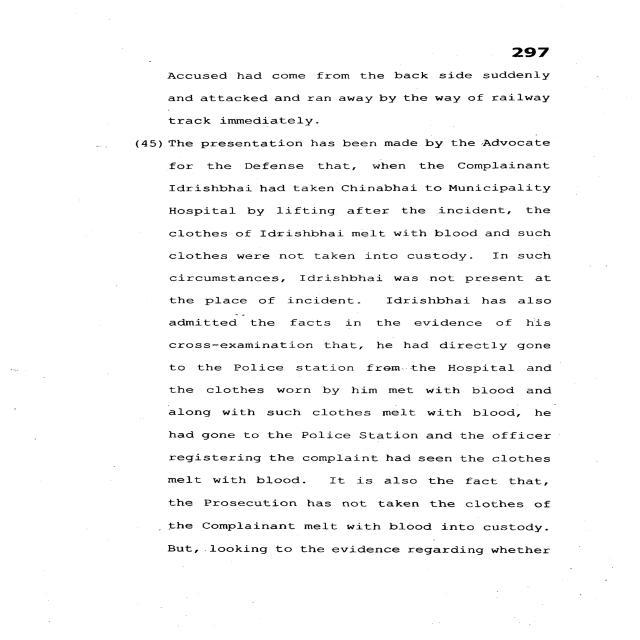 297
Accused had come from the back side suddenly
and attacked and ran away by the way of railway
track immediately.
(45) The presentation has been made by the Advocate
for the Defense that, when the Complainant
Idrishbhai had taken Chinabhai to Municipality
Hospital by lifting after the incident, the
clothes of Idrishbhai melt with blood and such
clothes were not taken into custody. In such
circumstances, Idrishbhai was not present at
the place of incident. Idrishbhai has also
admitted the facts in the evidence of his
cross-examination that, he had directly gone
to the Police station from the Hospital and
the clothes worn by him met with blood and
along with such clothes melt with blood, he
had gone to the Police Station and the officer
registering the complaint had seen the clothes
melt with blood. It is also the fact that,
the Prosecution has not taken the clothes of
the Complainant melt with blood into custody.
But, looking to the evidence regarding whether